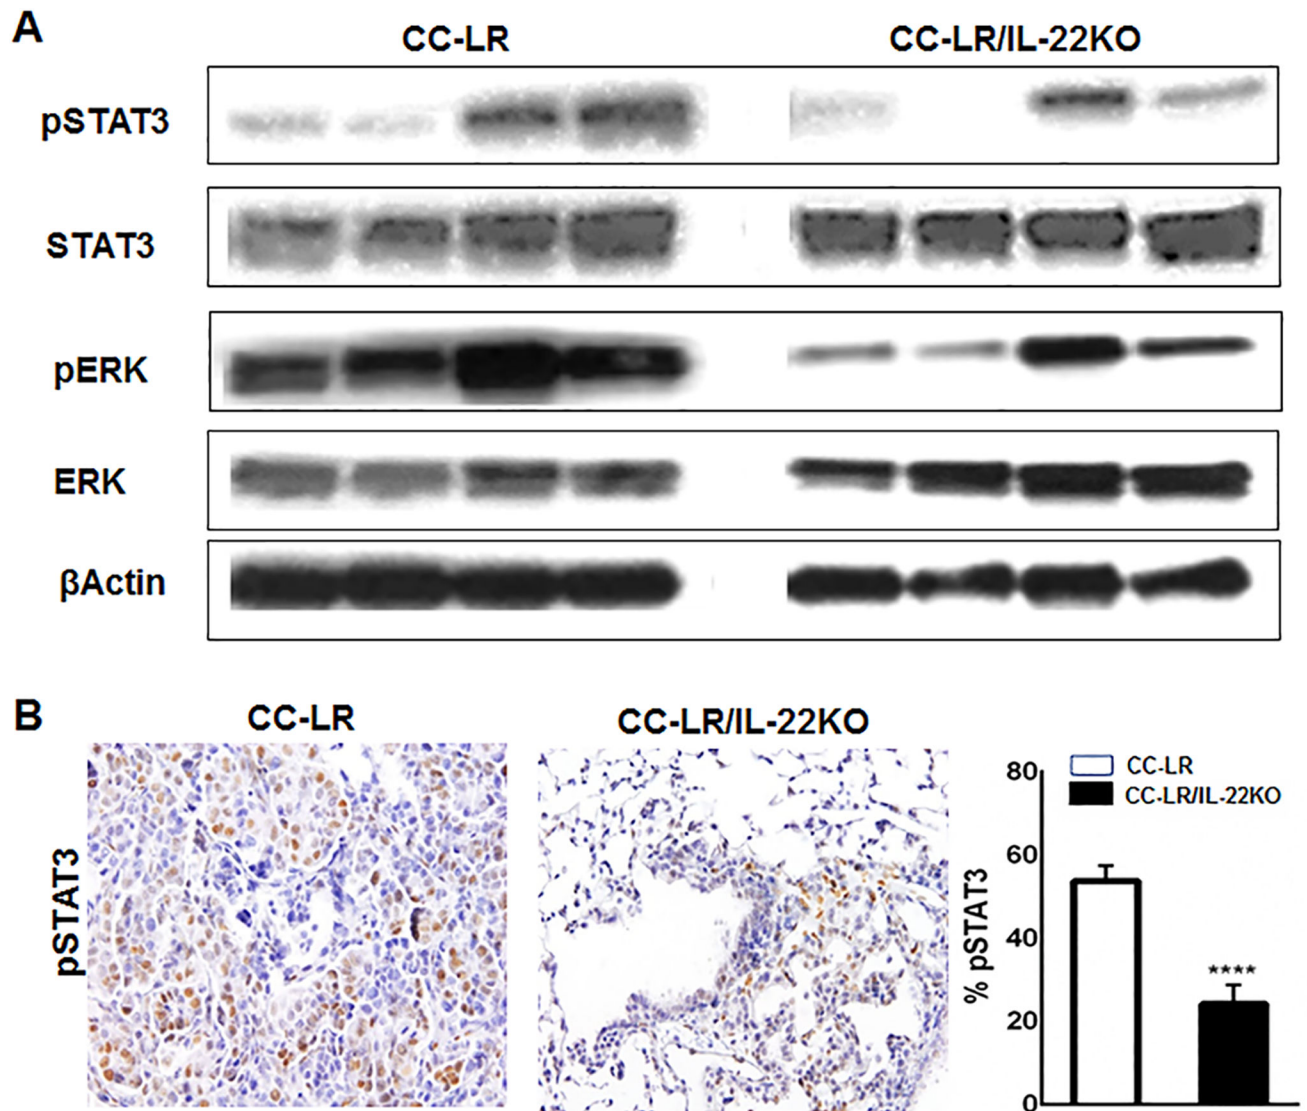 A
CC-LR CC-LR/IL-22KO
pSTAT3
STAT3
pERK
ERK
βActin
B
CC-LR CC-LR/IL-22KO
pSTAT3
CC-LR
CC-LR/IL-22KO
% pSTAT3
80
60
40
20
0
****